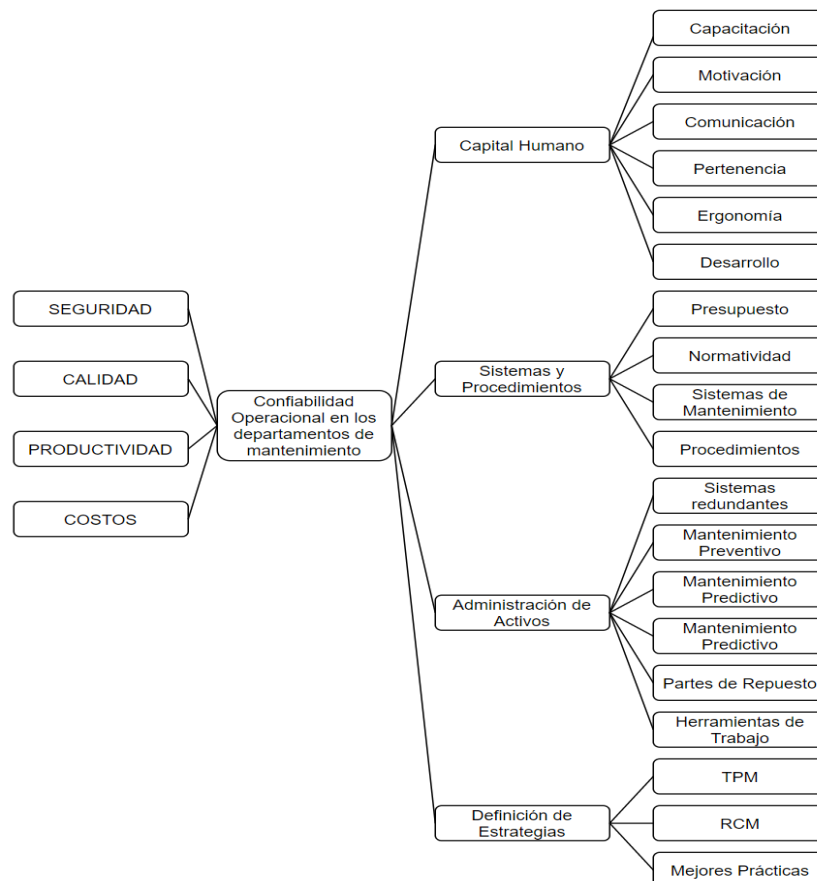 SEGURIDAD
CALIDAD
PRODUCTIVIDAD
COSTOS
Confiabilidad
Operacional en los
departamentos de
mantenimiento
Capital Humano
Capacitación
Motivación
Comunicación
Pertenencia
Ergonomía
Desarrollo
Sistemas y
Procedimientos
Presupuesto
Normatividad
Sistemas de
Mantenimiento
Procedimientos
Administración de
Activos
Sistemas
redundantes
Mantenimiento
Preventivo
Mantenimiento
Predictivo
Mantenimiento
Predictivo
Partes de Repuesto
Herramientas de
Trabajo
Definición de
Estrategias
TPM
RCM
Mejores Prácticas